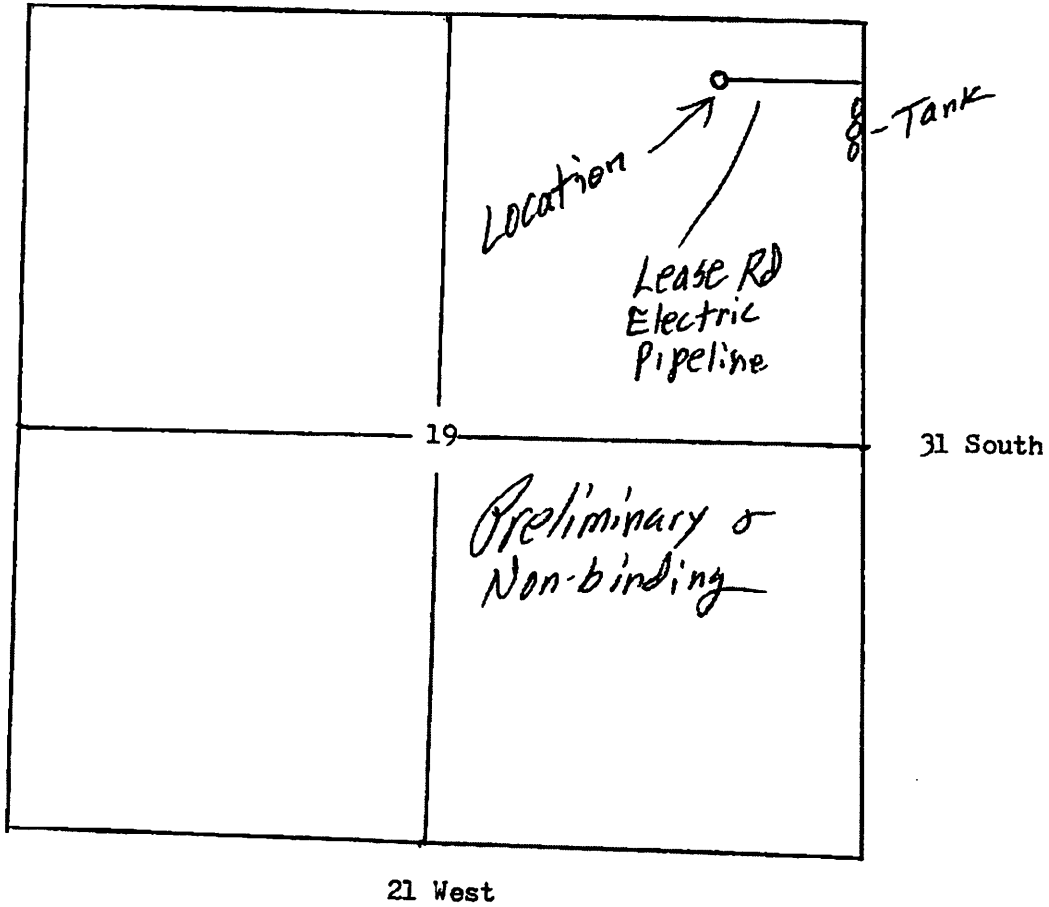 - Tank
Location
Lease Rd
Electric
Pipeline
19
31 South
Preliminary &
Non-binding
21 West